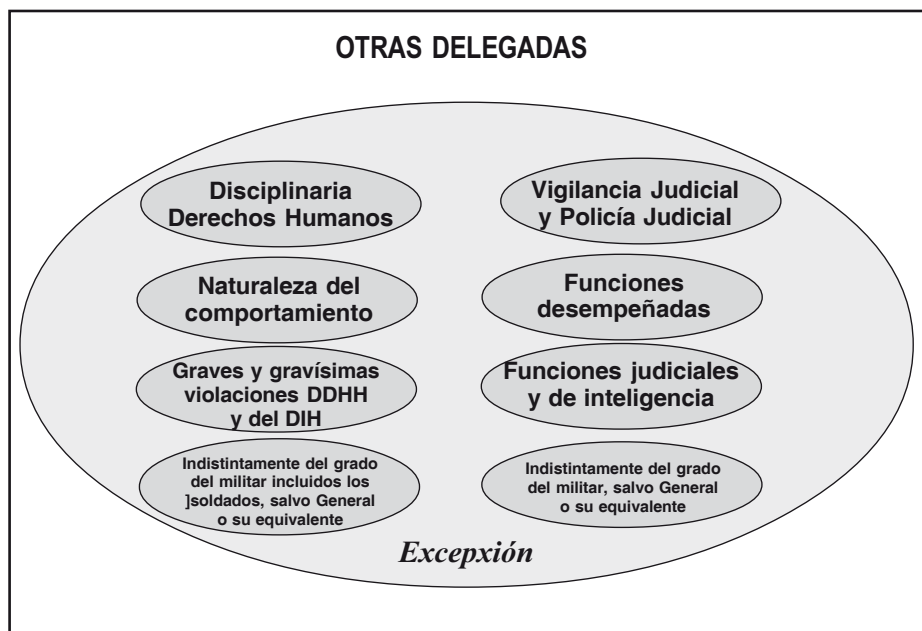 OTRAS DELEGADAS
Disciplinaria
Derechos Humanos
Vigilancia Judicial
y Policía Judicial
Naturaleza del
comportamiento
Funciones
desempeñadas
Graves y gravísimas
violaciones DDHH
y del DIH
Funciones judiciales
y de inteligencia
Indistintamente del grado
del militar incluidos los
]soldados, salvo General
o su equivalente
Indistintamente del grado
del militar, salvo General
o su equivalente
Excepxión